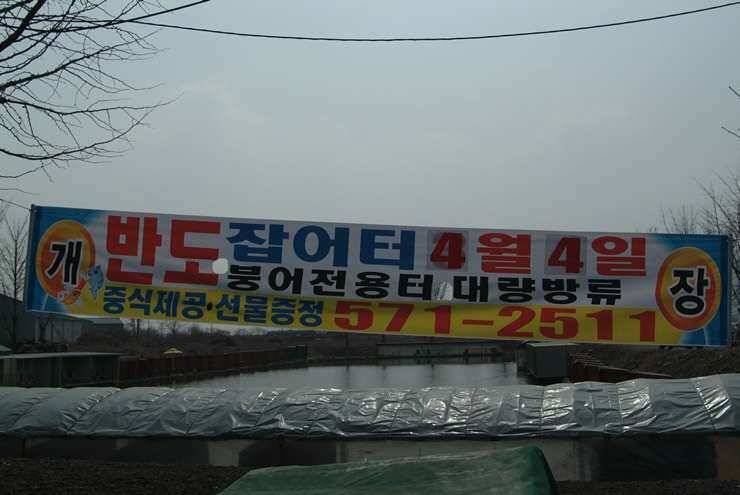 개
반도잡어터 4월 4일
붕어전용터 대량방류
중식제공·선물증정 571-2511
장